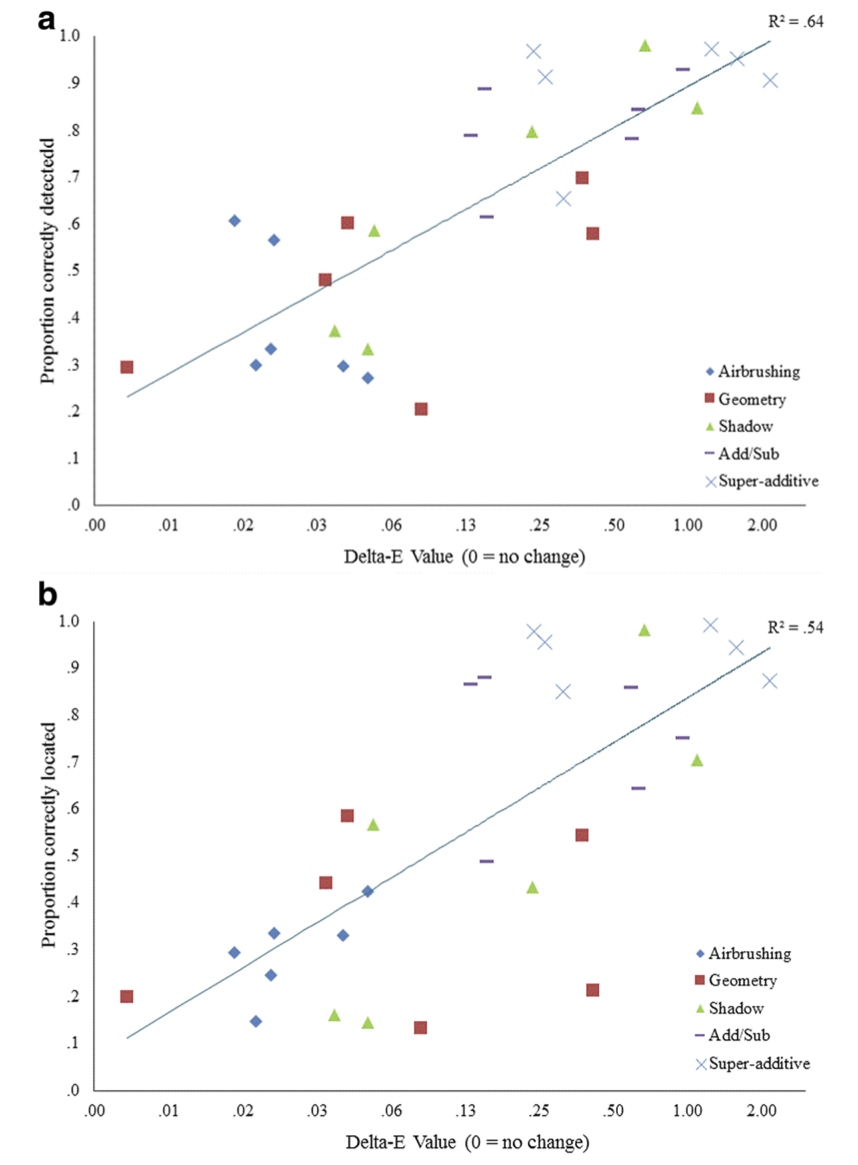 a
R² = .64
1.0
.9
.8
.7
.6
.5
.4
.3
.2
.1
.0
Proportion correctly detectedd
.00 .01 .02 .03 .06 .13 .25 .50 1.00 2.00
Delta-E Value (0 = no change)
Airbrushing
Geometry
Shadow
Add/Sub
Super-additive
b
R² = .54
1.0
.9
.8
.7
.6
.5
.4
.3
.2
.1
.0
Proportion correctly located
.00 .01 .02 .03 .06 .13 .25 .50 1.00 2.00
Delta-E Value (0 = no change)
Airbrushing
Geometry
Shadow
Add/Sub
Super-additive